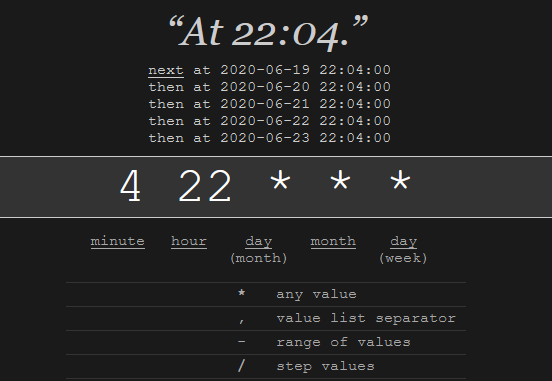 “At 22:04.”
next at 2020-06-19 22:04:00
then at 2020-06-20 22:04:00
then at 2020-06-21 22:04:00
then at 2020-06-22 22:04:00
then at 2020-06-23 22:04:00
4 22 * * *
minute hour day (month) month day (week)
* any value
, value list separator
- range of values
/ step values